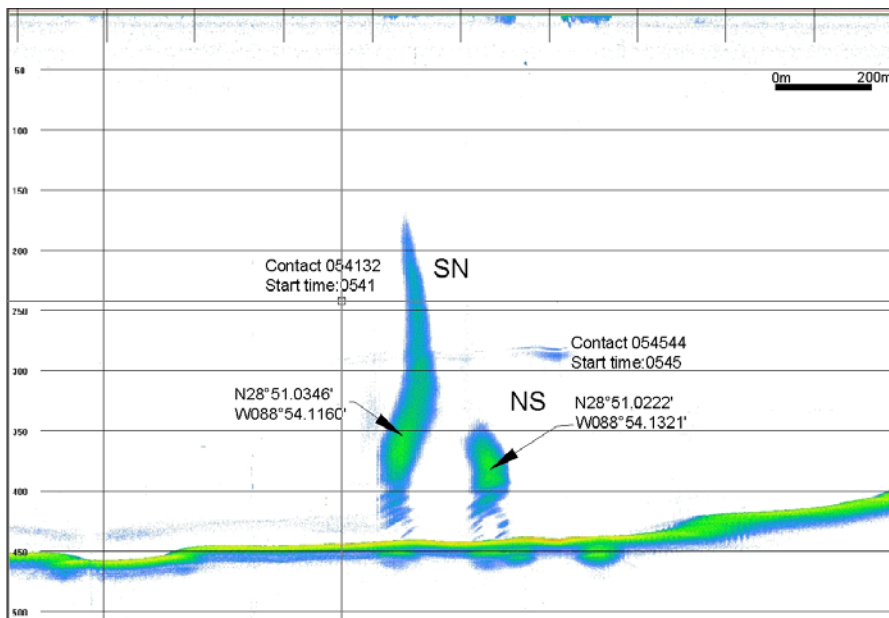 50
0m 200m
100
150
200
Contact 054132
Start time:0541
SN
250
Contact 054544
Start time:0545
300
N28°51.0346'
W088°54.1160'
NS
N28°51.0222'
W088°54.1321'
350
400
450
500